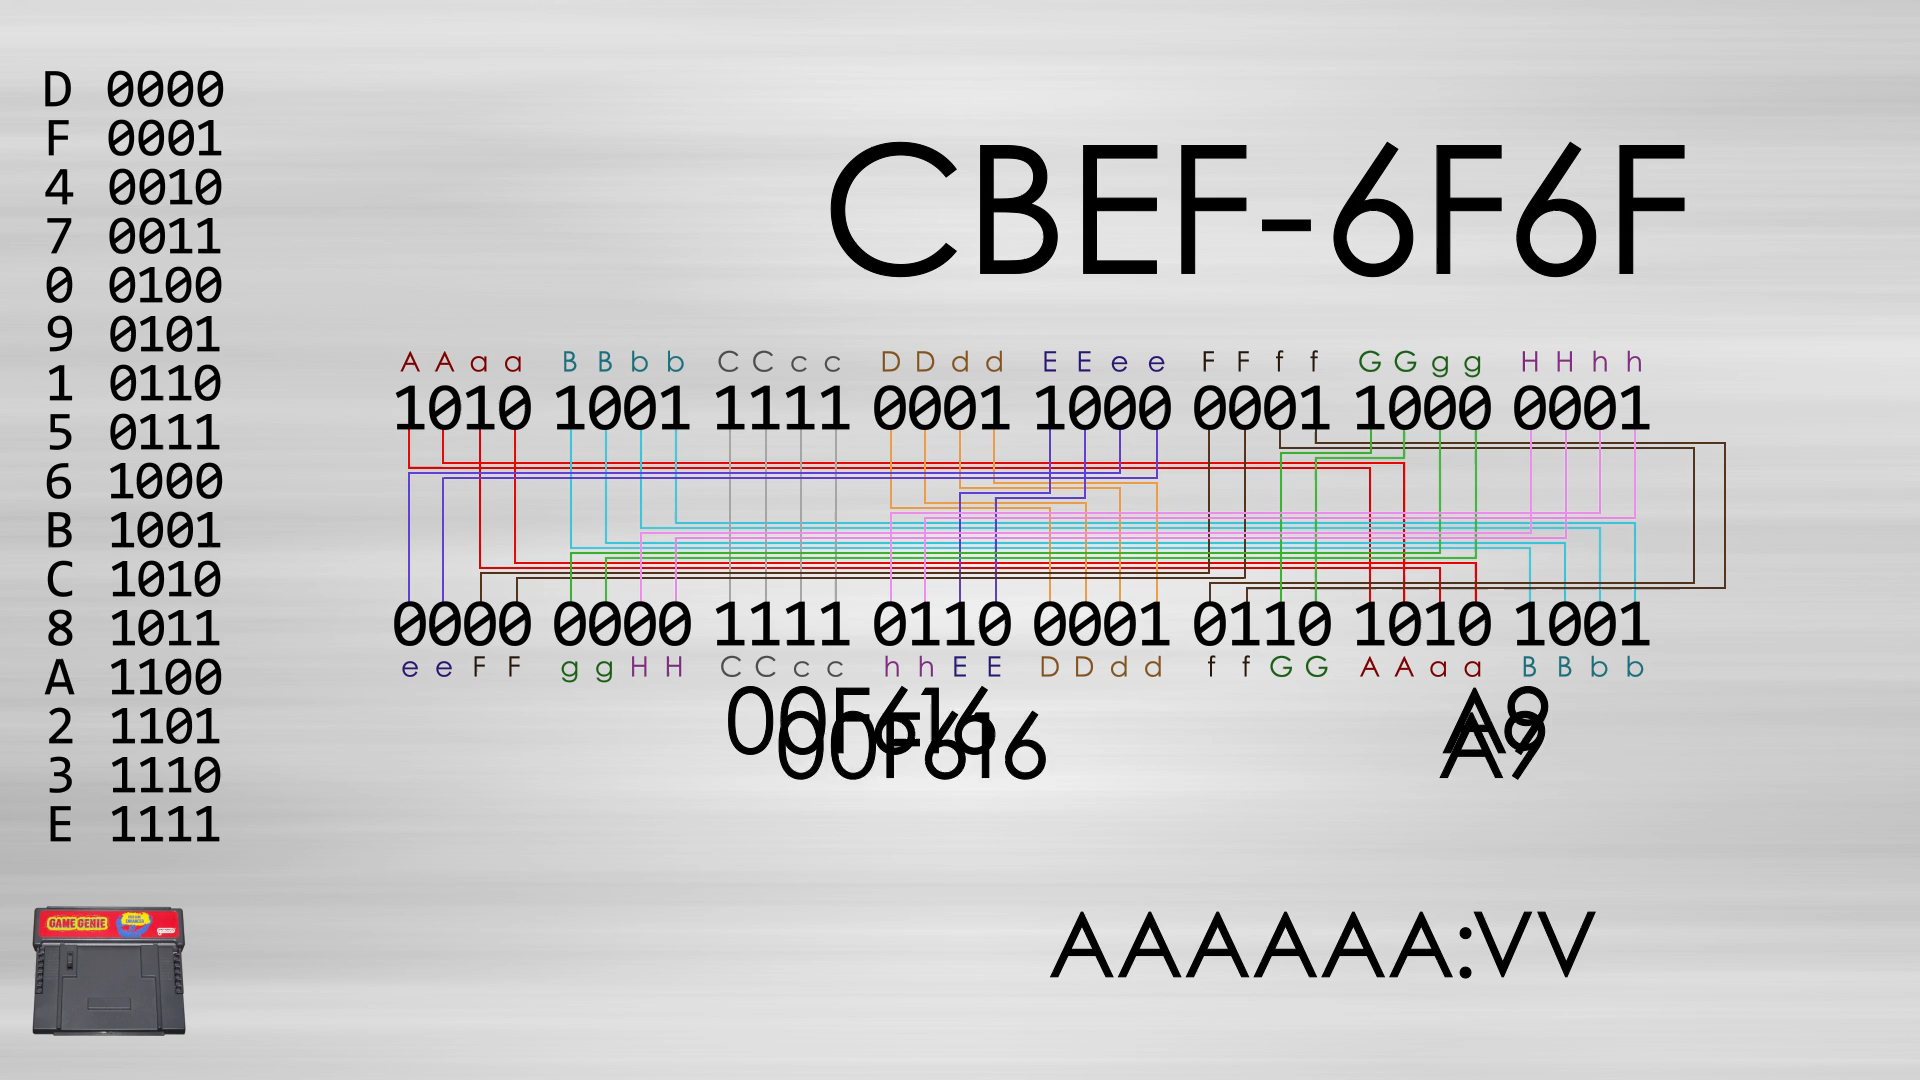 D 0000
F 0001
4 0010
7 0011
0 0100
9 0101
1 0110
5 0111
6 1000
B 1001
C 1010
8 1011
A 1100
2 1101
3 1110
E 1111
GAME GENIE
CBEF-6F6F
A A a a B B b b C C c c D D d d E E e e F F f f G G g g H H h h
1010 1001 1111 0001 1000 0001 1000 0001
0000 0000 1111 0110 0001 0110 1010 1001
e e F F g g H H C C c c h h E E D D d d f f G G A A a a B B b b
00F616 A9
00F616 A9
AAAAAA:VV